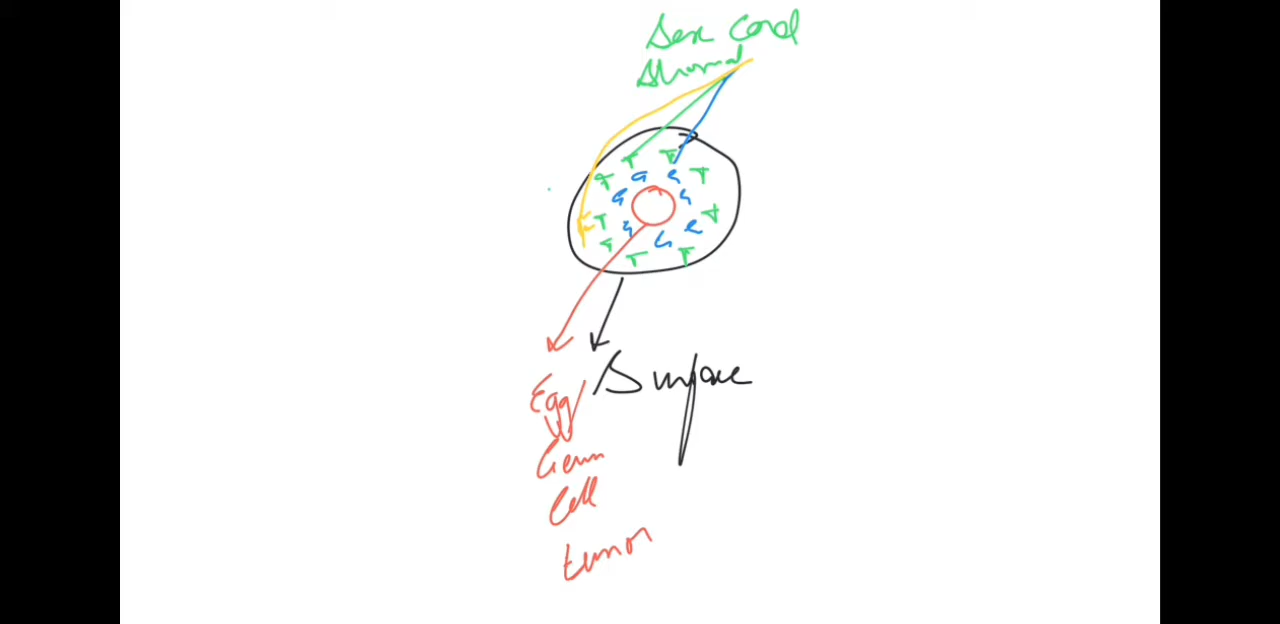 Sex Cord
Stromal
T T
T G G T
G G
F T T
G G
T G
T T
Surface
Egg/
Germ
Cell
tumor